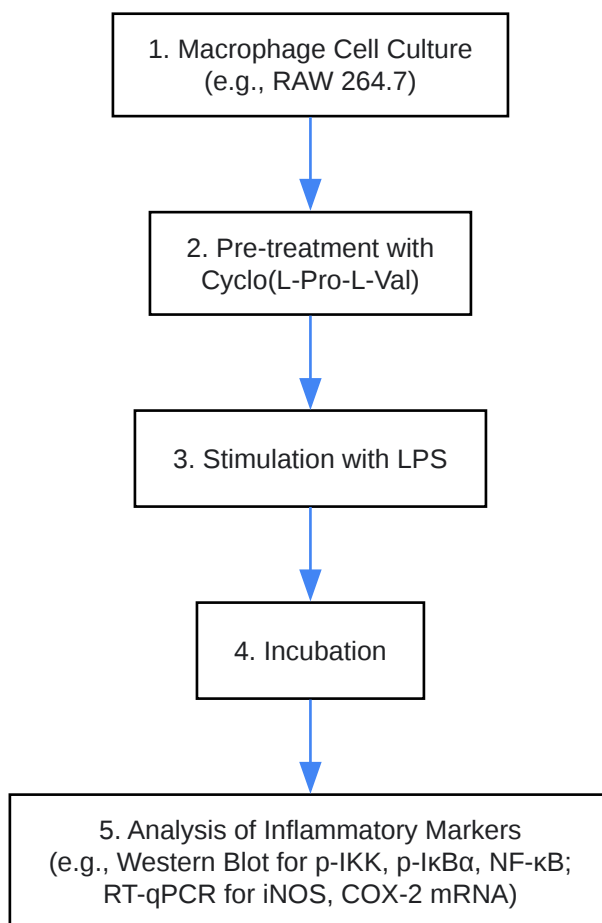 1. Macrophage Cell Culture
(e.g., RAW 264.7)
2. Pre-treatment with
Cyclo(L-Pro-L-Val)
3. Stimulation with LPS
4. Incubation
5. Analysis of Inflammatory Markers
(e.g., Western Blot for p-IKK, p-IκBα, NF-κB;
RT-qPCR for iNOS, COX-2 mRNA)